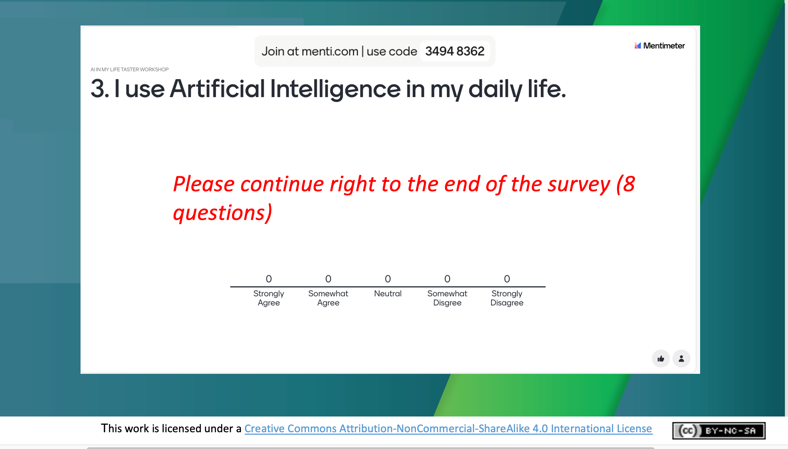 Join at menti.com | use code 3494 8362
Mentimeter
AI IN MY LIFE TASTER WORKSHOP
3. I use Artificial Intelligence in my daily life.
Please continue right to the end of the survey (8
questions)
0 0 0 0 0
Strongly Somewhat Neutral Somewhat Strongly
Agree Agree Disgree Disagree
This work is licensed under a Creative Commons Attribution-NonCommercial-ShareAlike 4.0 International License
(cc) BY-NC-SA